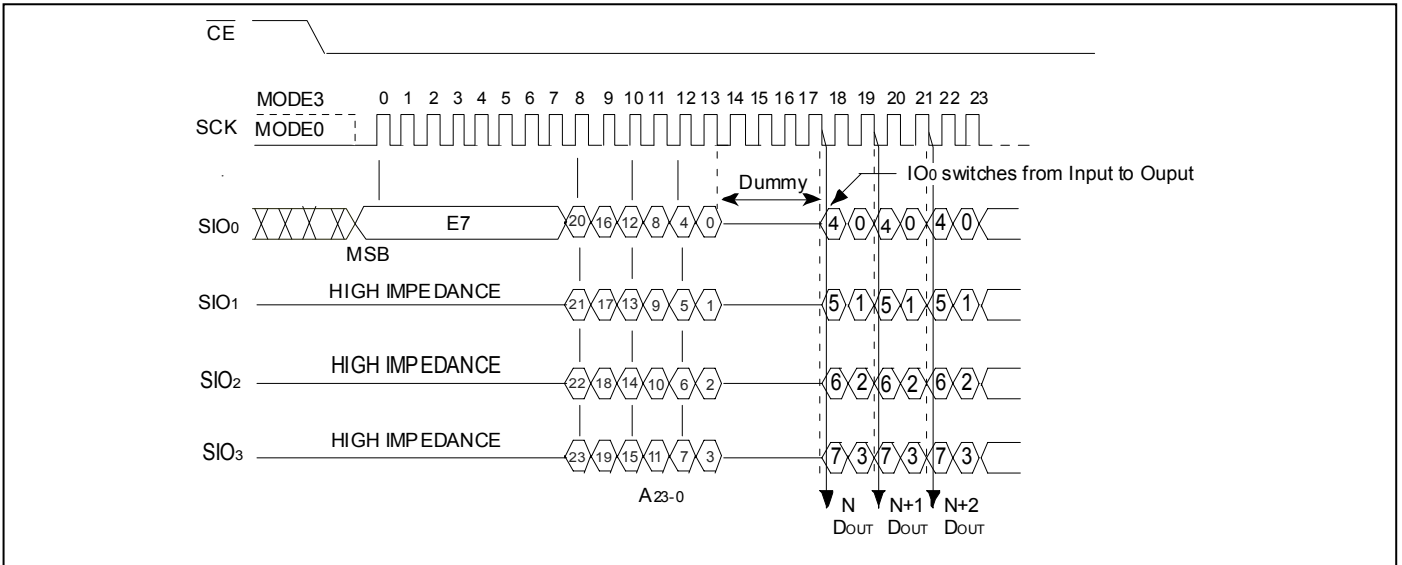 CE
MODE3 0 1 2 3 4 5 6 7 8 9 10 11 12 13 14 15 16 17 18 19 20 21 22 23
SCK MODE0
Dummy IO0 switches from Input to Ouput
SIO0 E7 20 16 12 8 4 0 4 0 4 0 4 0
MSB
SIO1 HIGH IMPEDANCE 21 17 13 9 5 1 5 1 5 1 5 1
SIO2 HIGH IMPEDANCE 22 18 14 10 6 2 6 2 6 2 6 2
SIO3 HIGH IMPEDANCE 23 19 15 11 7 3 7 3 7 3 7 3
A23-0 N N+1 N+2
DOUT DOUT DOUT